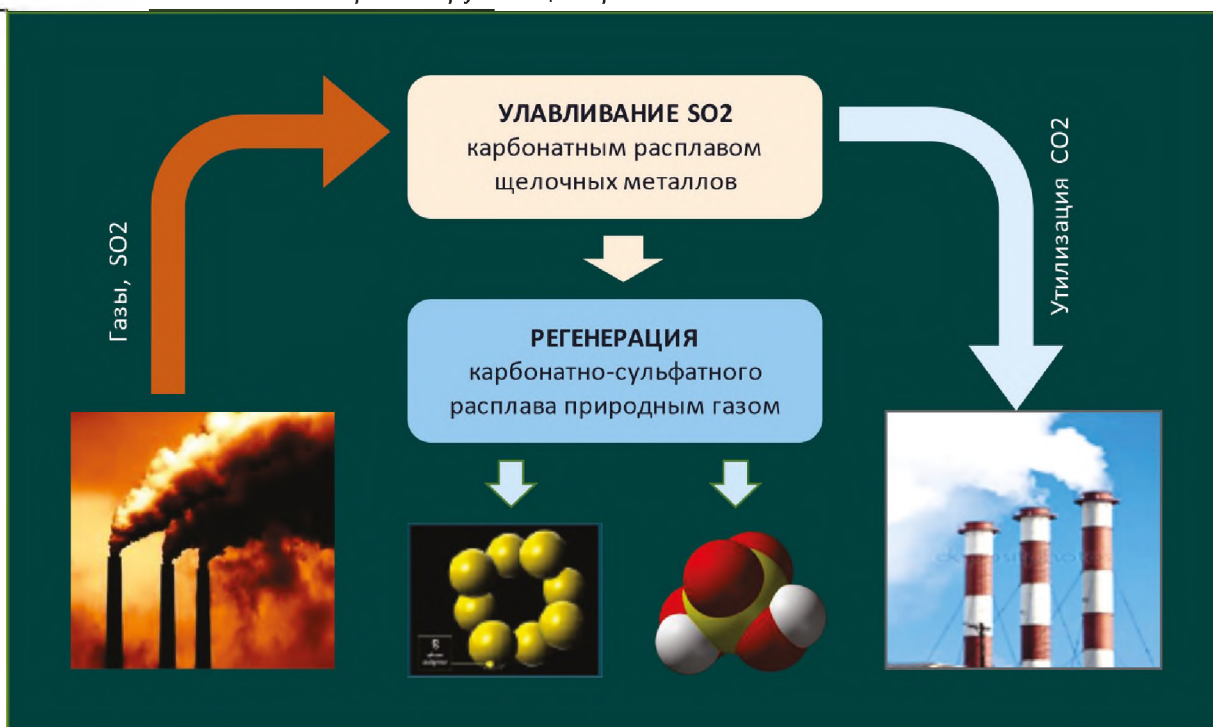 УЛАВЛИВАНИЕ SO2
карбонатным расплавом
щелочных металлов
Газы, SO2
Утилизация CO2
РЕГЕНЕРАЦИЯ
карбонатно-сульфатного
расплава природным газом